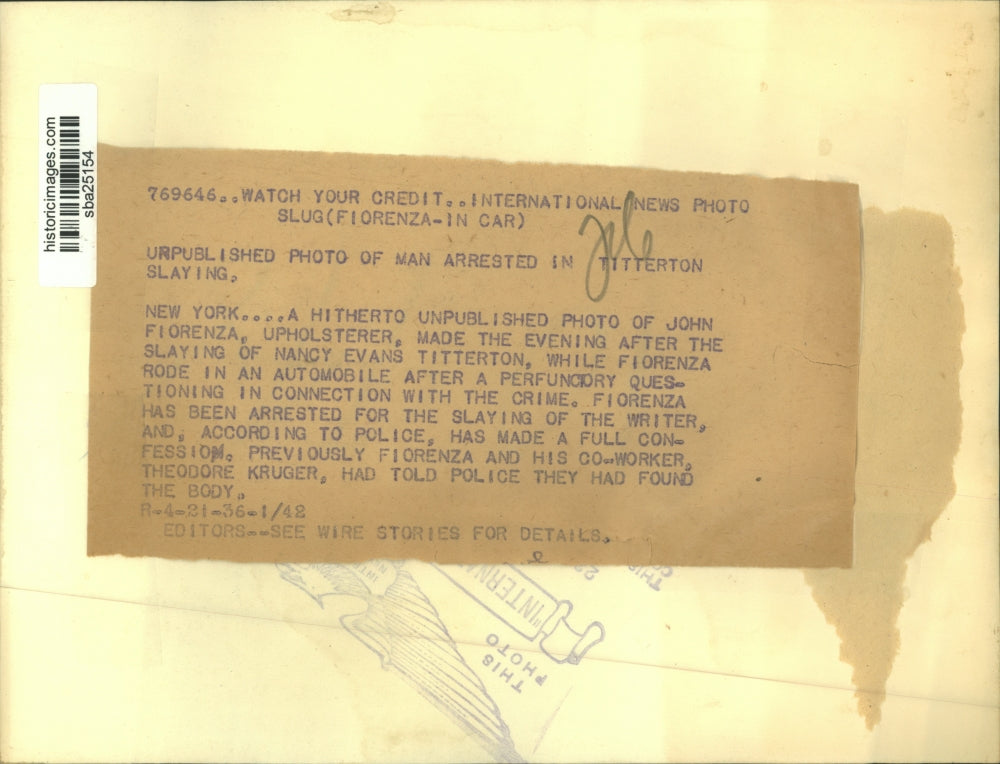 historicimages.com
sba25154
769646..WATCH YOUR CREDIT..INTERNATIONAL NEWS PHOTO
SLUG(FIORENZA-IN CAR)
UNPUBLISHED PHOTO OF MAN ARRESTED IN TITTERTON
SLAYING.
NEW YORK....A HITHERTO UNPUBLISHED PHOTO OF JOHN
FIORENZA, UPHOLSTERER, MADE THE EVENING AFTER THE
SLAYING OF NANCY EVANS TITTERTON, WHILE FIORENZA
RODE IN AN AUTOMOBILE AFTER A PERFUNCTORY QUES-
TIONING IN CONNECTION WITH THE CRIME. FIORENZA
HAS BEEN ARRESTED FOR THE SLAYING OF THE WRITER,
AND, ACCORDING TO POLICE, HAS MADE A FULL CON-
FESSION. PREVIOUSLY FIORENZA AND HIS CO-WORKER,
THEODORE KRUGER, HAD TOLD POLICE THEY HAD FOUND
THE BODY.
R-4-21-36-1/42
EDITORS--SEE WIRE STORIES FOR DETAILS.
"INTERNA
THIS
PHOTO
THIS